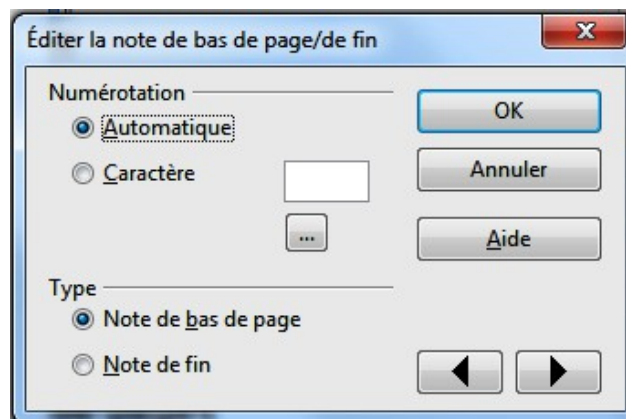 Éditer la note de bas de page/de fin
Numérotation
Automatique
Caractère
...
Type
Note de bas de page
Note de fin
OK
Annuler
Aide